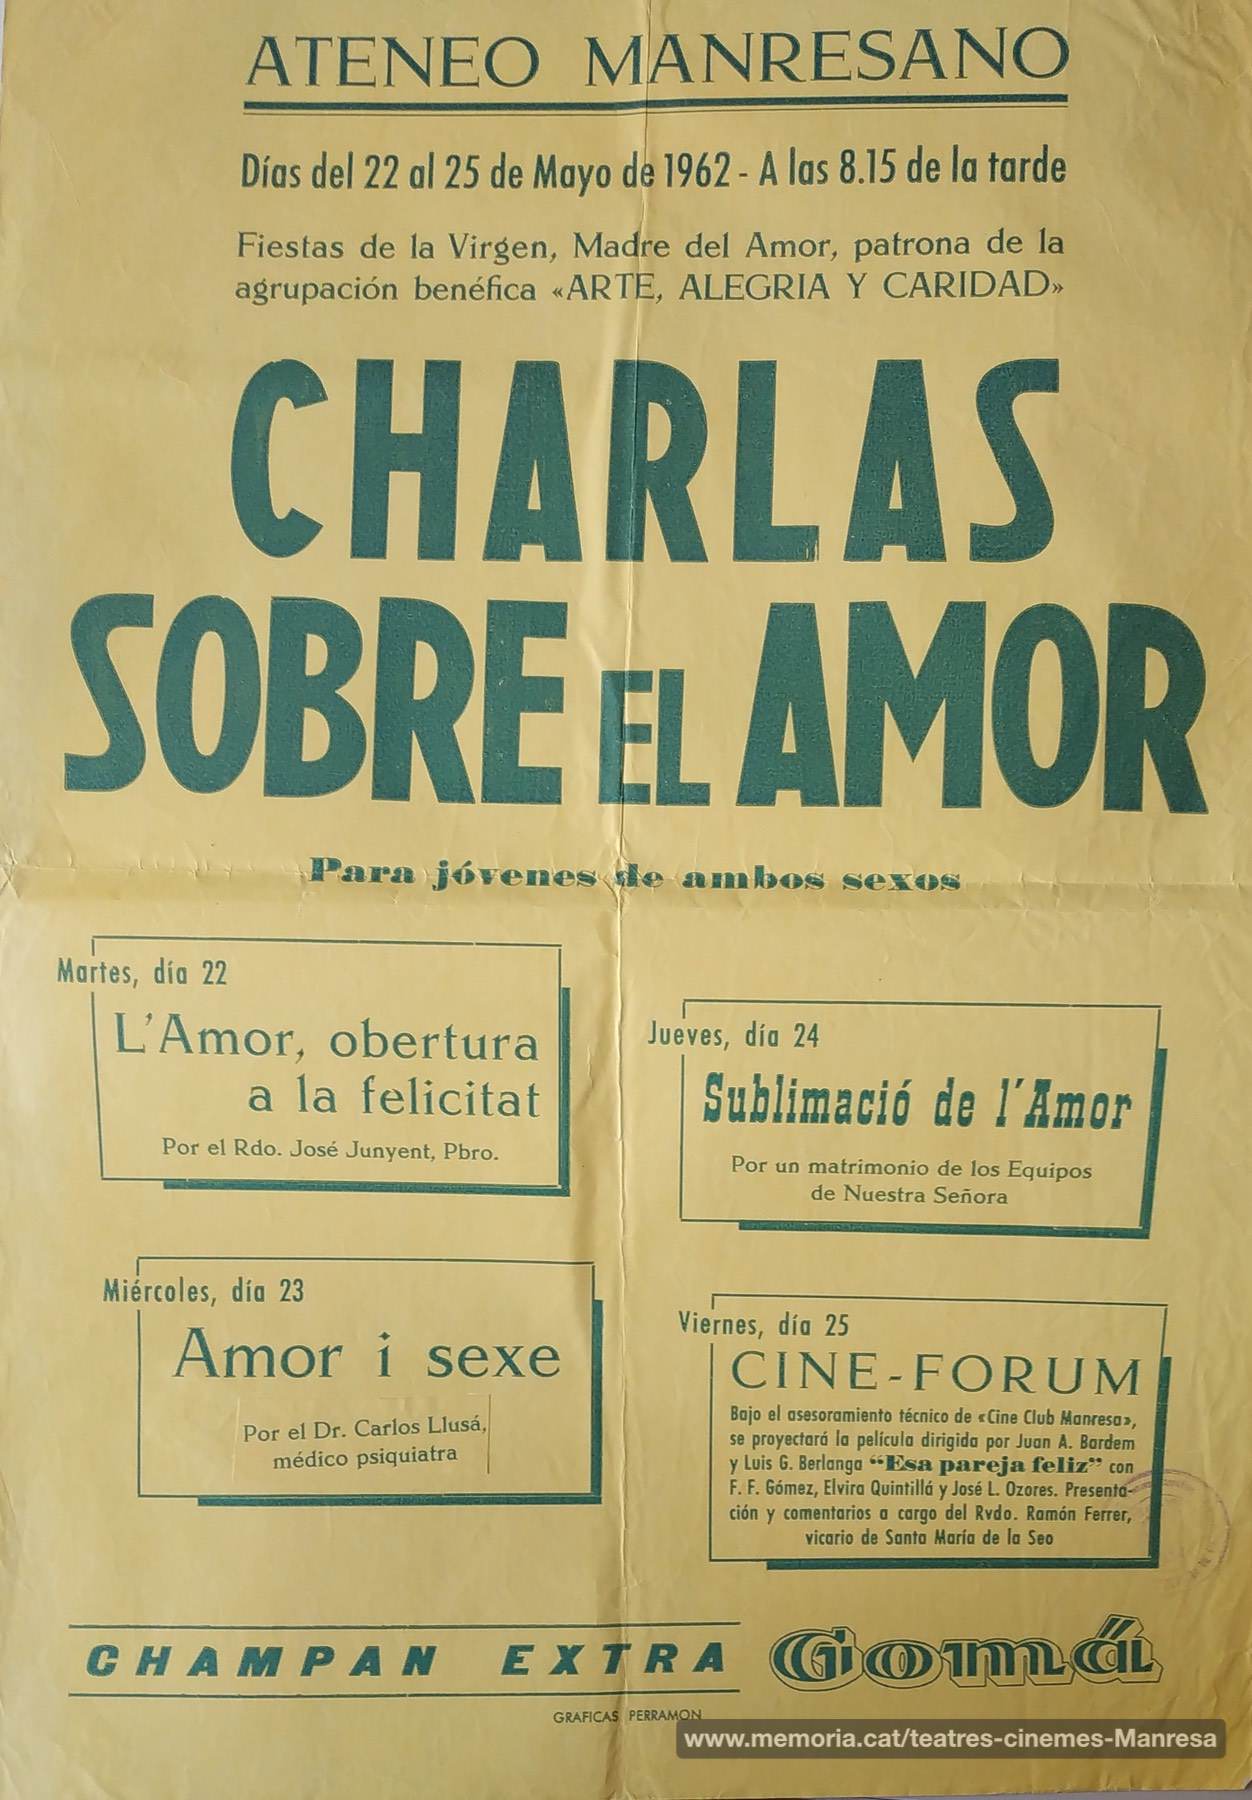 ATENEO MANRESANO
Días del 22 al 25 de Mayo de 1962 - A las 8.15 de la tarde
Fiestas de la Virgen, Madre del Amor, patrona de la
agrupación benéfica «ARTE, ALEGRIA Y CARIDAD»
CHARLAS
SOBRE EL AMOR
Para jóvenes de ambos sexos
Martes, día 22
L'Amor, obertura
a la felicitat
Por el Rdo. José Junyent, Pbro.
Miércoles, día 23
Amor i sexe
Por el Dr. Carlos Llusá,
médico psiquiatra
Jueves, día 24
Sublimació de l'Amor
Por un matrimonio de los Equipos
de Nuestra Señora
Viernes, día 25
CINE-FORUM
Bajo el asesoramiento técnico de «Cine Club Manresa»,
se proyectará la película dirigida por Juan A. Bardem
y Luis G. Berlanga "Esa pareja feliz" con
F. F. Gómez, Elvira Quintillá y José L. Ozores. Presenta-
ción y comentarios a cargo del Rvdo. Ramón Ferrer,
vicario de Santa María de la Seo
CHAMPAN EXTRA Gomá
GRAFICAS PERRAMON
www.memoria.cat/teatres-cinemes-Manresa